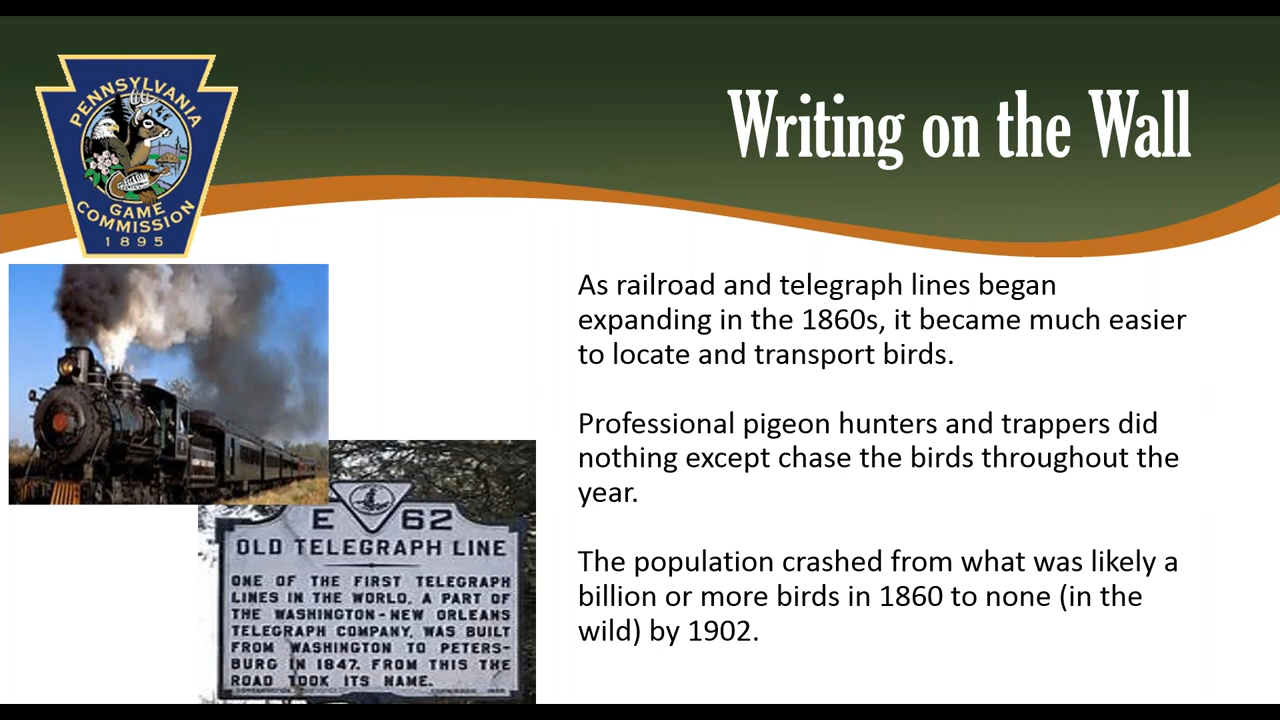 PENNSYLVANIA
GAME
COMMISSION
1895
Writing on the Wall
As railroad and telegraph lines began
expanding in the 1860s, it became much easier
to locate and transport birds.
Professional pigeon hunters and trappers did
nothing except chase the birds throughout the
year.
The population crashed from what was likely a
billion or more birds in 1860 to none (in the
wild) by 1902.
E 62
OLD TELEGRAPH LINE
ONE OF THE FIRST TELEGRAPH
LINES IN THE WORLD, A PART OF
THE WASHINGTON-NEW ORLEANS
TELEGRAPH COMPANY, WAS BUILT
FROM WASHINGTON TO PETERS-
BURG IN 1847. FROM THIS THE
ROAD TOOK ITS NAME.